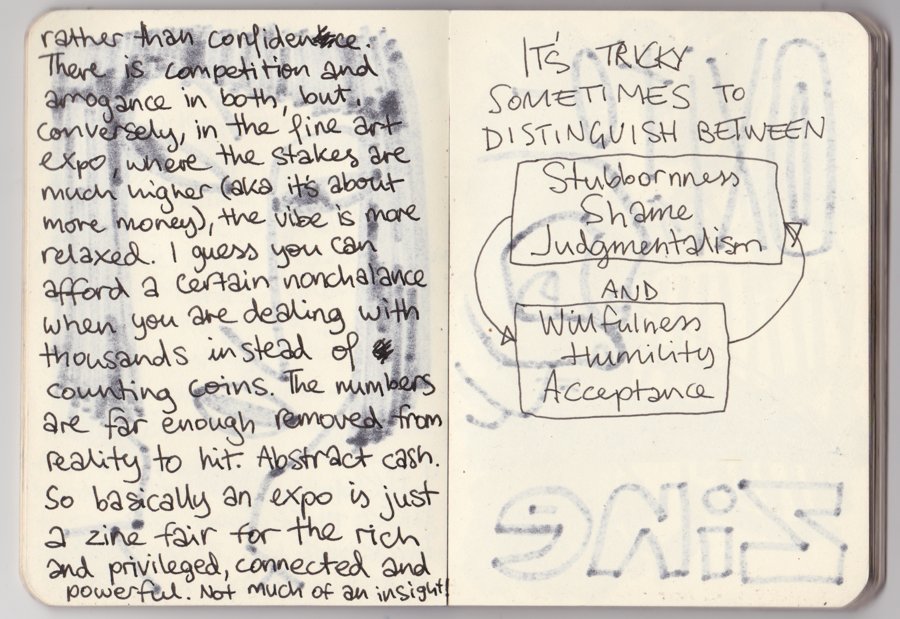 rather than confidence.
There is competition and
arrogance in both, but,
conversely, in the fine art
expo, where the stakes are
much higher (aka it's about
more money), the vibe is more
relaxed. I guess you can
afford a certain nonchalance
when you are dealing with
thousands instead of
counting coins. The numbers
are far enough removed from
reality to hit. Abstract cash.
So basically an expo is just
a zine fair for the rich
and privileged, connected and
powerful. Not much of an insight!
IT'S TRICKY
SOMETIMES TO
DISTINGUISH BETWEEN
Stubbornness
Shame
Judgmentalism
AND
Willfulness
Humility
Acceptance
zine